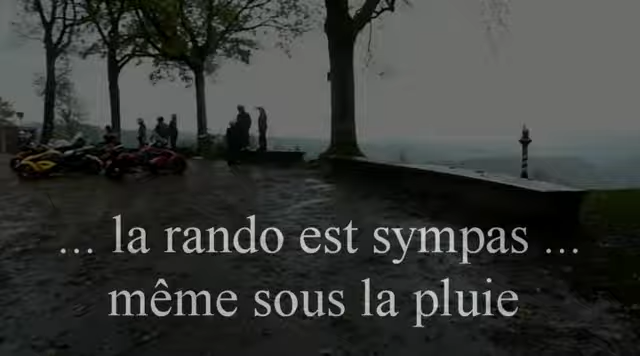 ... la rando est sympas ...
même sous la pluie